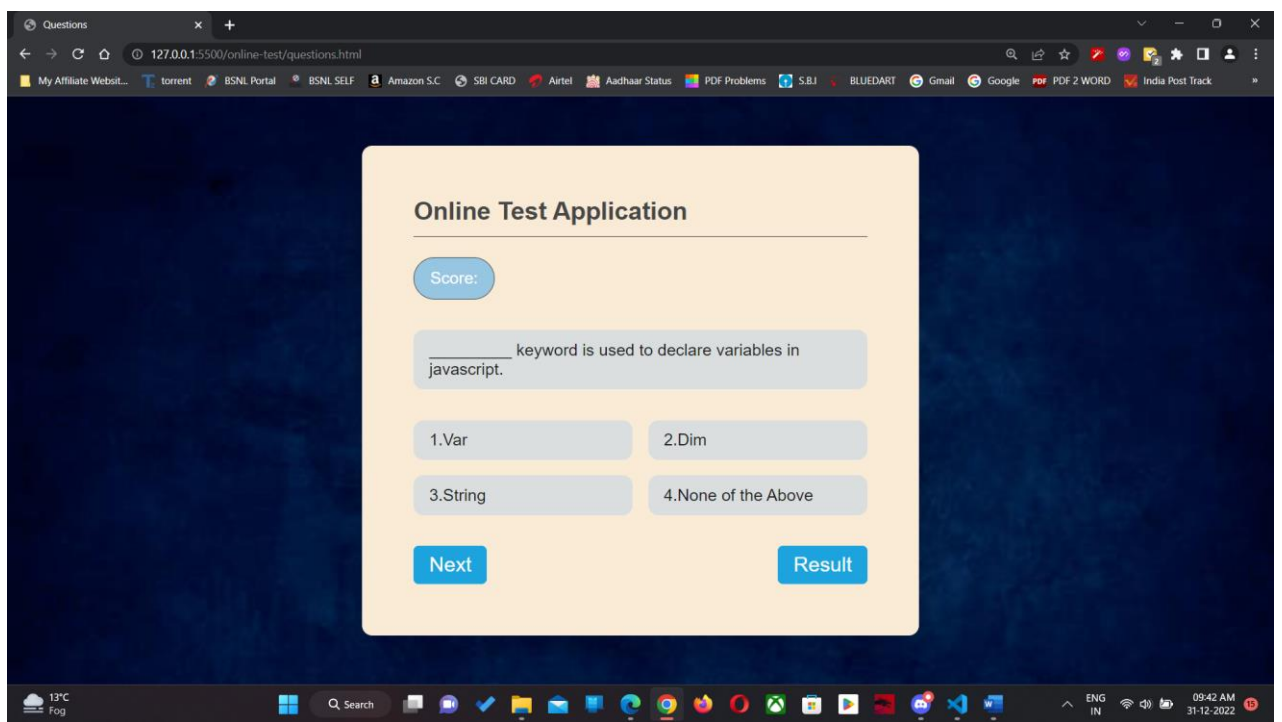 Questions
127.0.0.1:5500/online-test/questions.html
My Affiliate Websit... torrent BSNL Portal BSNL SELF Amazon S.C SBI CARD Airtel Aadhaar Status PDF Problems S.B.I BLUEDART Gmail Google PDF 2 WORD India Post Track »
Online Test Application
Score:
__________ keyword is used to declare variables in
javascript.
1.Var 2.Dim
3.String 4.None of the Above
Next Result
13°C
Fog
Search
ENG
IN
09:42 AM
31-12-2022
15